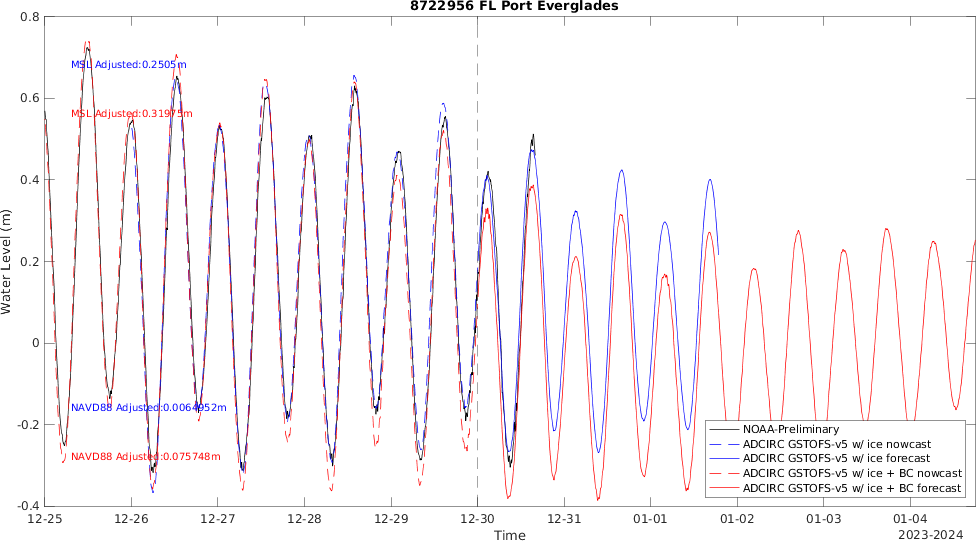 8722956 FL Port Everglades
0.8
0.6
0.4
0.2
0
-0.2
-0.4
Water Level (m)
MSL Adjusted:0.2505m
MSL Adjusted:0.31975m
NAVD88 Adjusted:0.0064952m
NAVD88 Adjusted:0.075748m
NOAA-Preliminary
ADCIRC GSTOFS-v5 w/ ice nowcast
ADCIRC GSTOFS-v5 w/ ice forecast
ADCIRC GSTOFS-v5 w/ ice + BC nowcast
ADCIRC GSTOFS-v5 w/ ice + BC forecast
12-25 12-26 12-27 12-28 12-29 12-30 12-31 01-01 01-02 01-03 01-04
Time
2023-2024